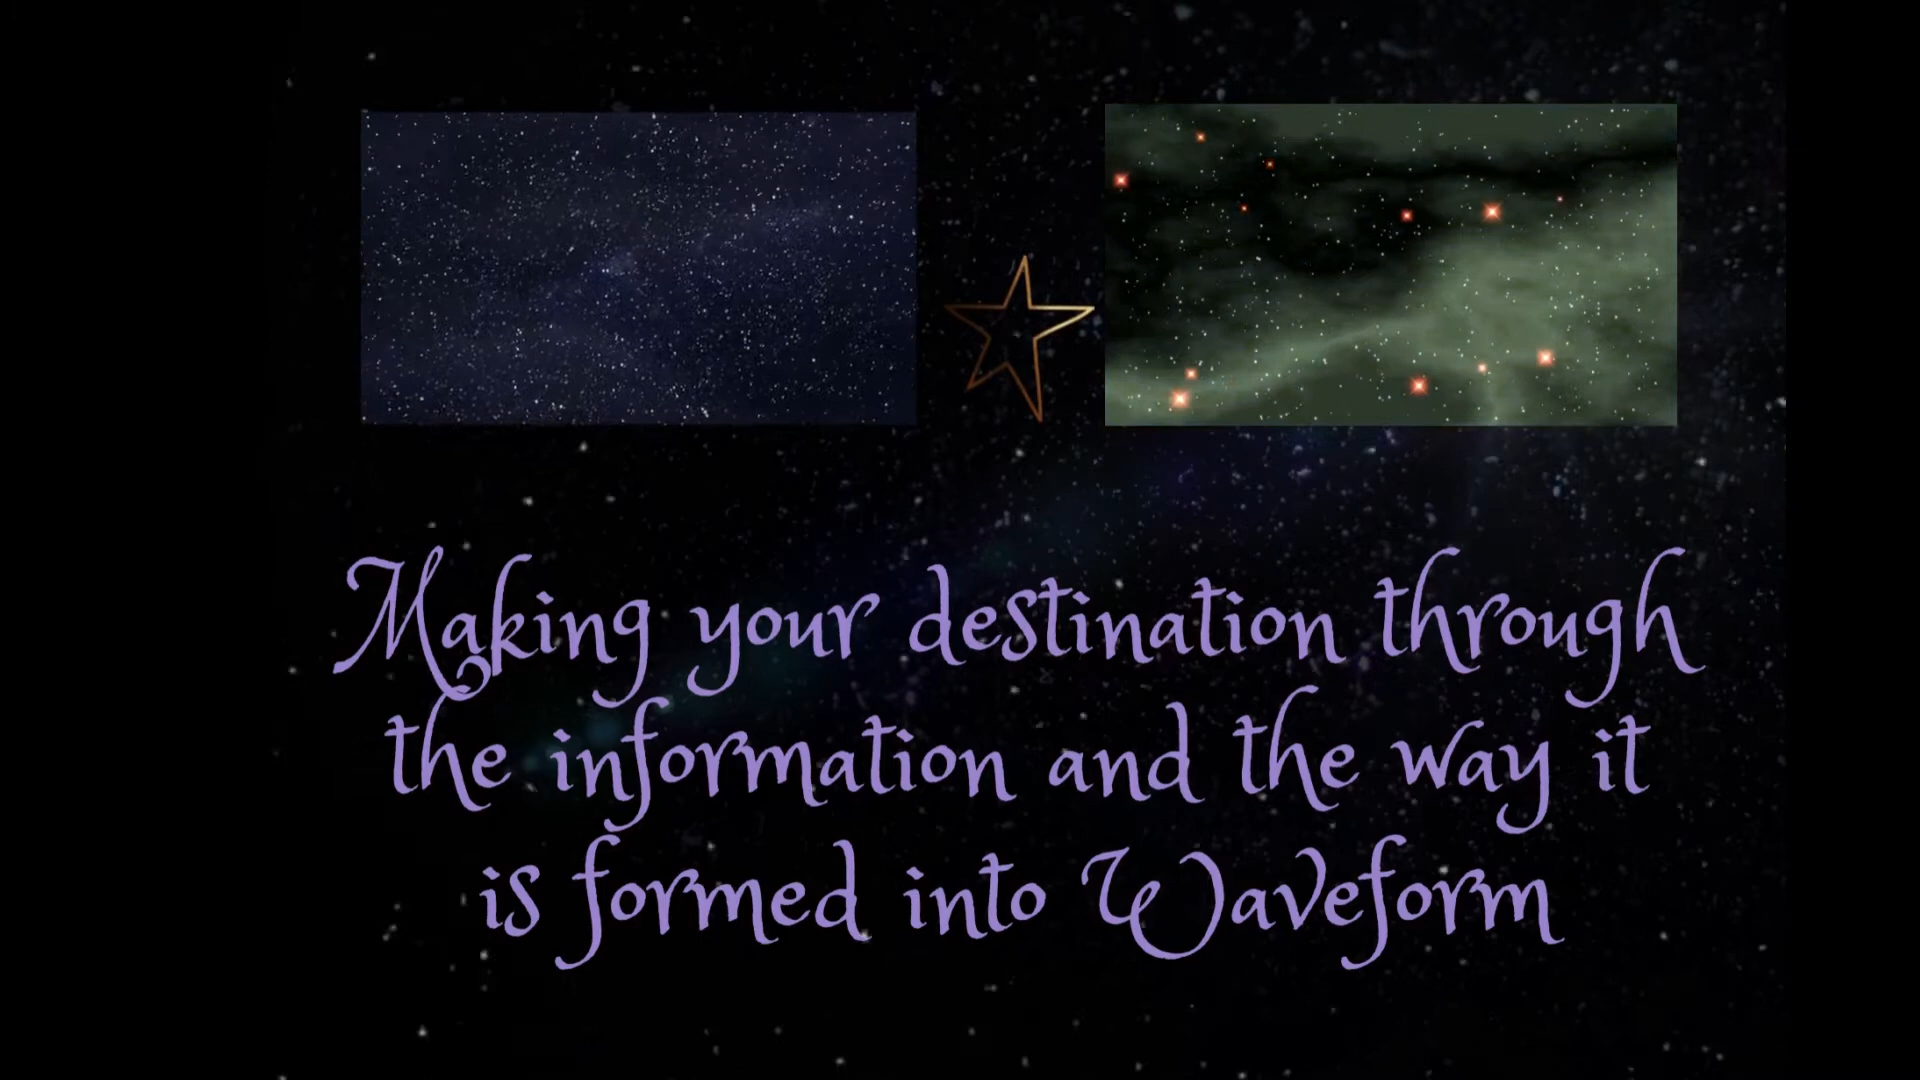 Making your destination through
the information and the way it
is formed into Waveform